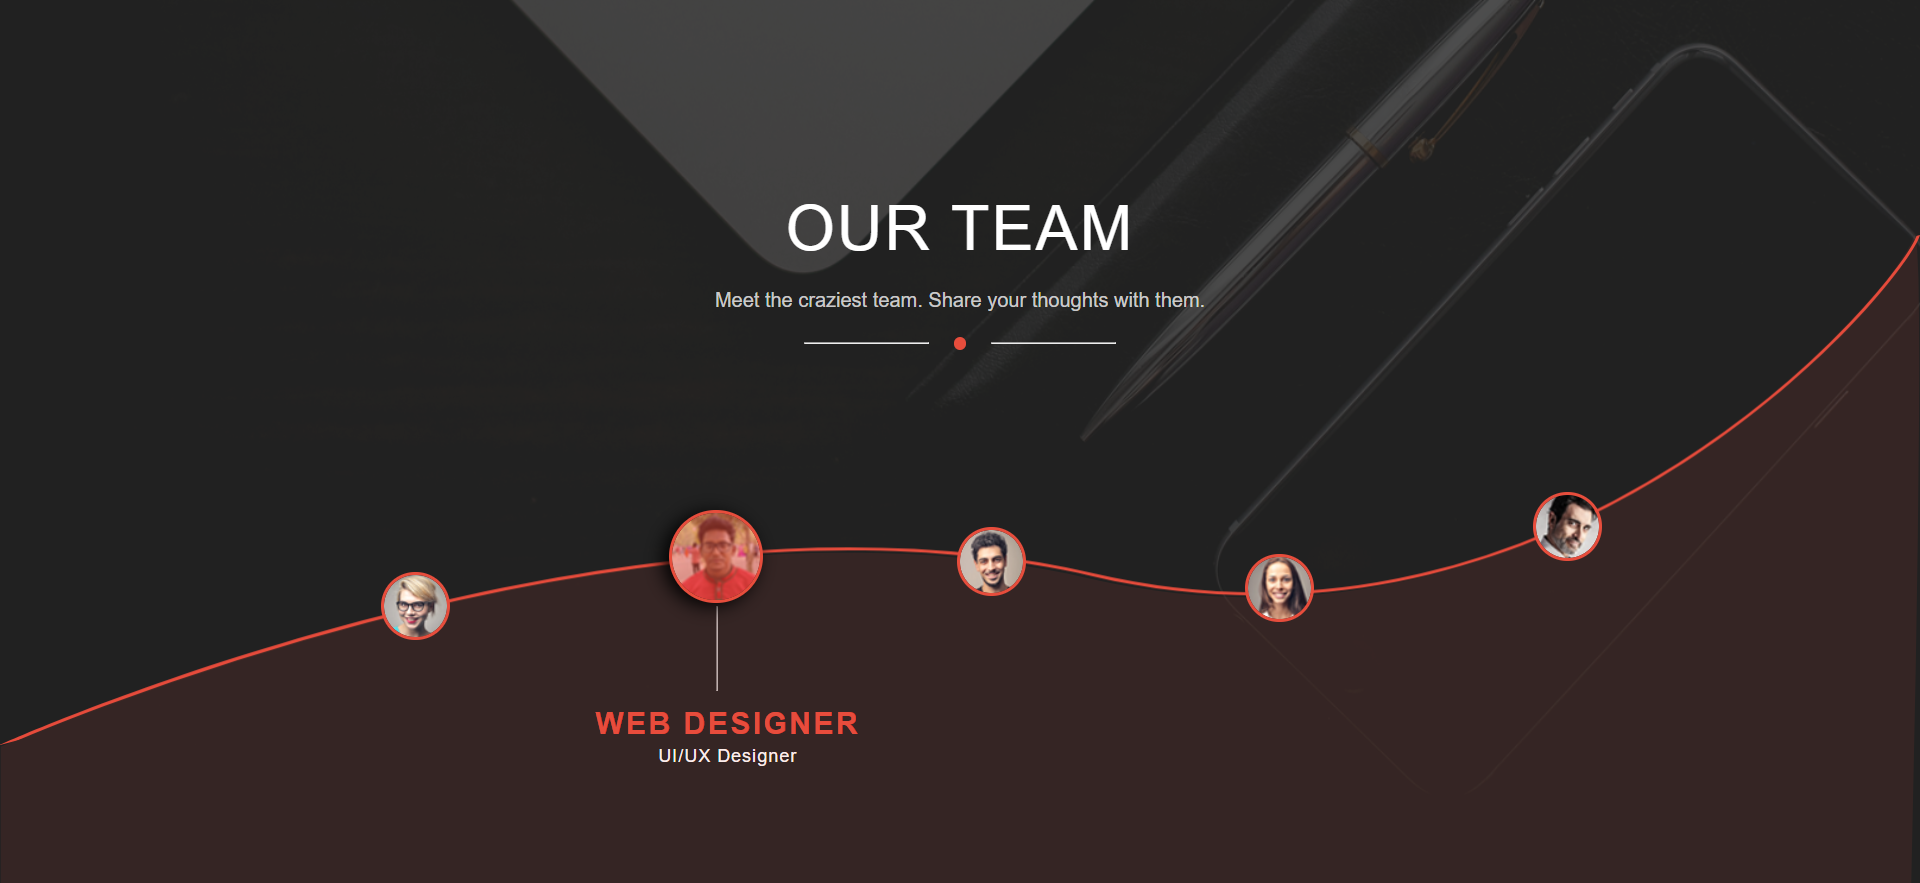 OUR TEAM
Meet the craziest team. Share your thoughts with them.
WEB DESIGNER
UI/UX Designer